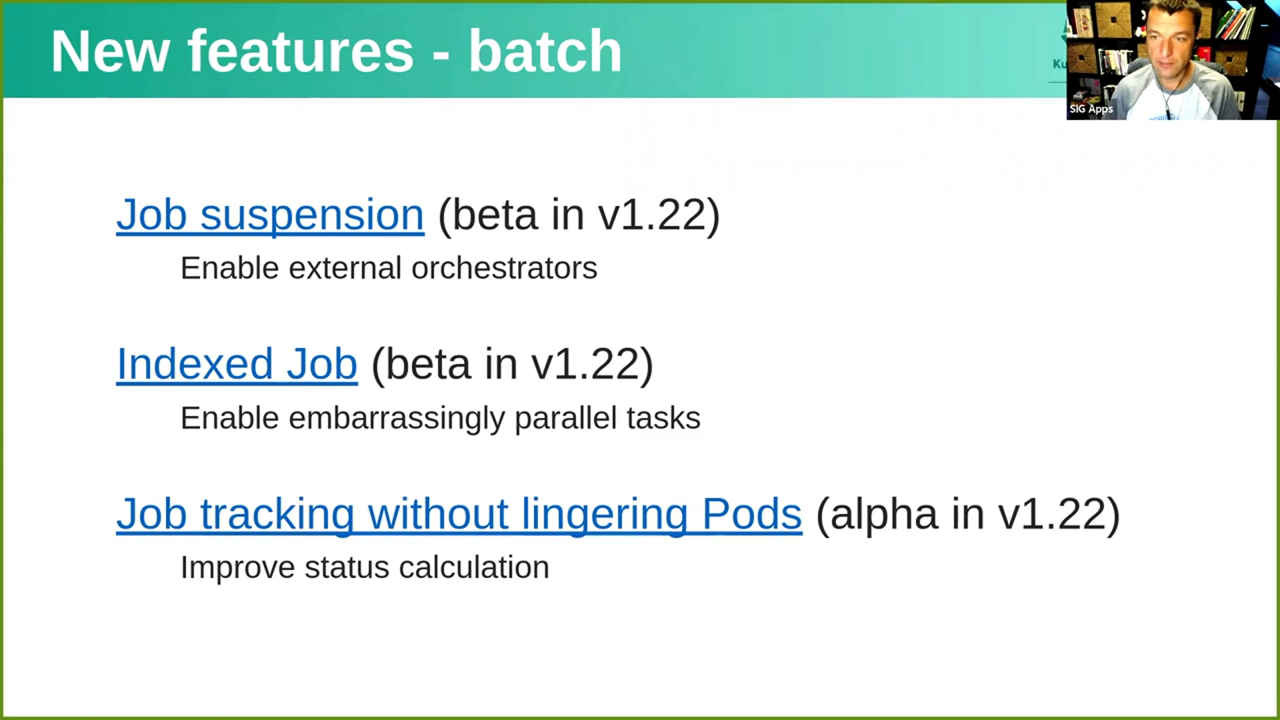 New features - batch
Ku
SIG Apps
Job suspension (beta in v1.22)
Enable external orchestrators
Indexed Job (beta in v1.22)
Enable embarrassingly parallel tasks
Job tracking without lingering Pods (alpha in v1.22)
Improve status calculation